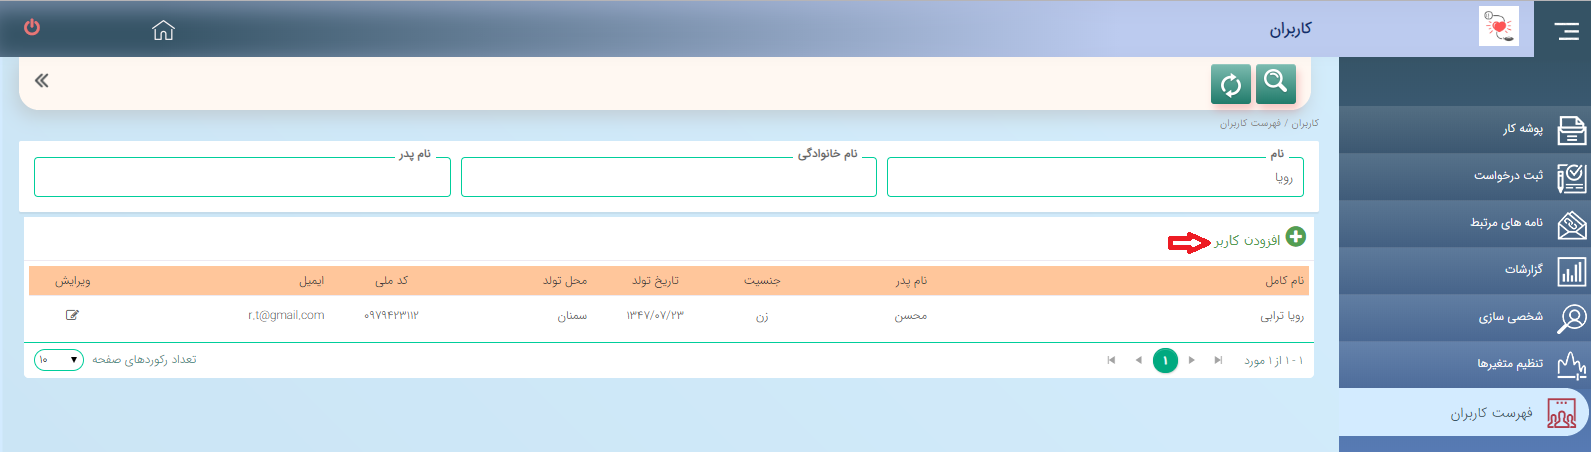 کاربران
پوشه کار
ثبت درخواست
نامه های مرتبط
گزارشات
شخصی سازی
تنظیم متغیرها
فهرست کاربران
کاربران / فهرست کاربران
نام نام خانوادگی نام پدر
رویا
افزودن کاربر
نام کامل نام پدر جنسیت تاریخ تولد محل تولد کد ملی ایمیل ویرایش
رویا ترابی محسن زن ۱۳۴۷/۰۷/۲۳ سمنان ۰۹۷۹۴۲۳۱۱۲ r.t@gmail.com
۱ - ۱ از ۱ مورد ۱ تعداد رکوردهای صفحه ۱۰